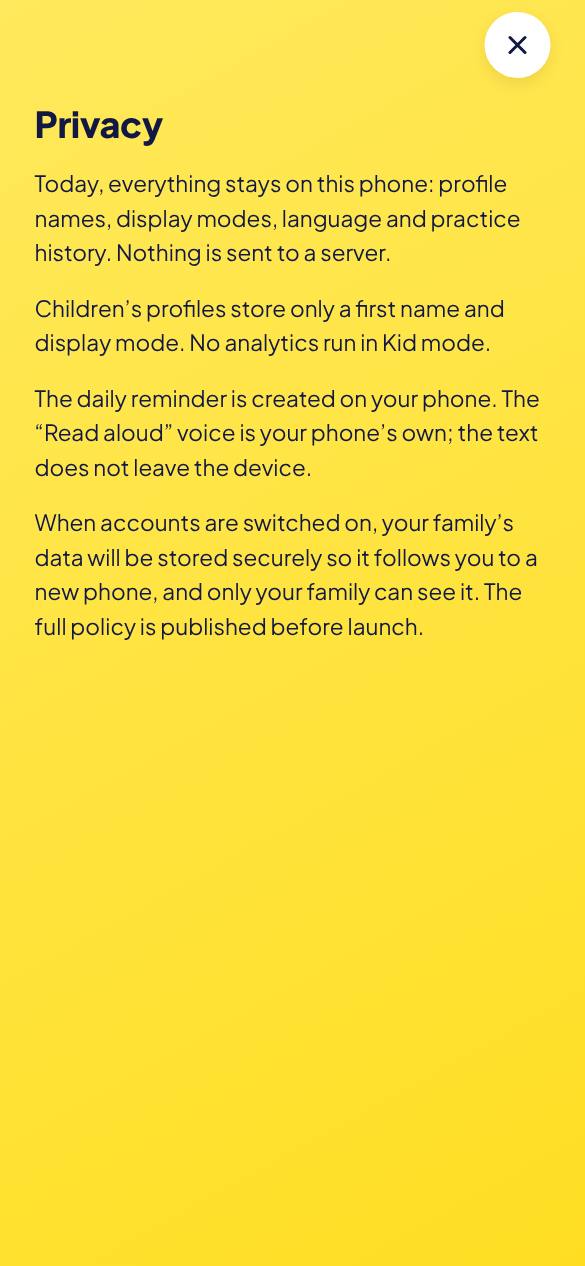 Privacy
Today, everything stays on this phone: profile
names, display modes, language and practice
history. Nothing is sent to a server.
Children’s profiles store only a first name and
display mode. No analytics run in Kid mode.
The daily reminder is created on your phone. The
“Read aloud” voice is your phone’s own; the text
does not leave the device.
When accounts are switched on, your family’s
data will be stored securely so it follows you to a
new phone, and only your family can see it. The
full policy is published before launch.